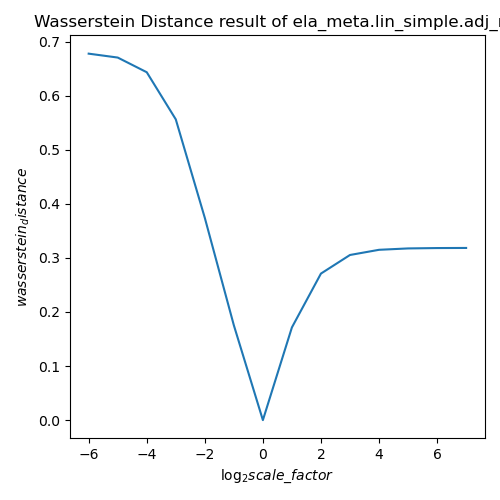 Wasserstein Distance result of ela_meta.lin_simple.adj_
0.7
0.6
0.5
0.4
0.3
0.2
0.1
0.0
wasserstein_distance
−6 −4 −2 0 2 4 6
log₂scale_factor